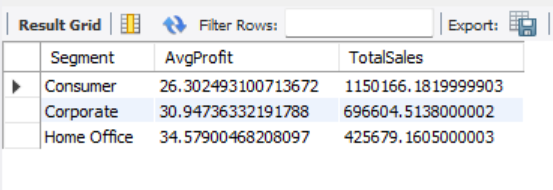 Result Grid Filter Rows: Export:
Segment AvgProfit TotalSales
Consumer 26.302493100713672 1150166.1819999903
Corporate 30.94736332191788 696604.5138000002
Home Office 34.57900468208097 425679.1605000003